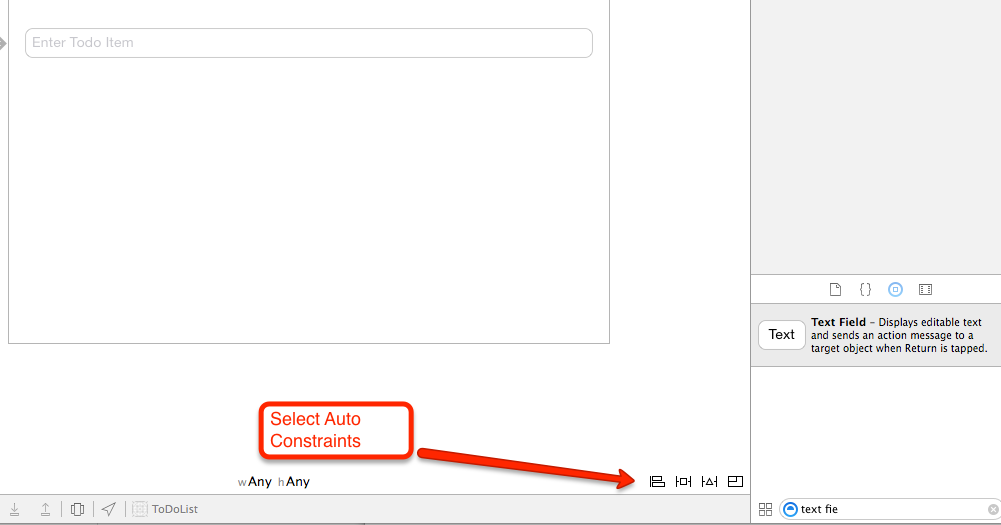 Enter Todo Item
Text
Text Field - Displays editable text
and sends an action message to a
target object when Return is tapped.
Select Auto
Constraints
wAny hAny
ToDoList
text fie